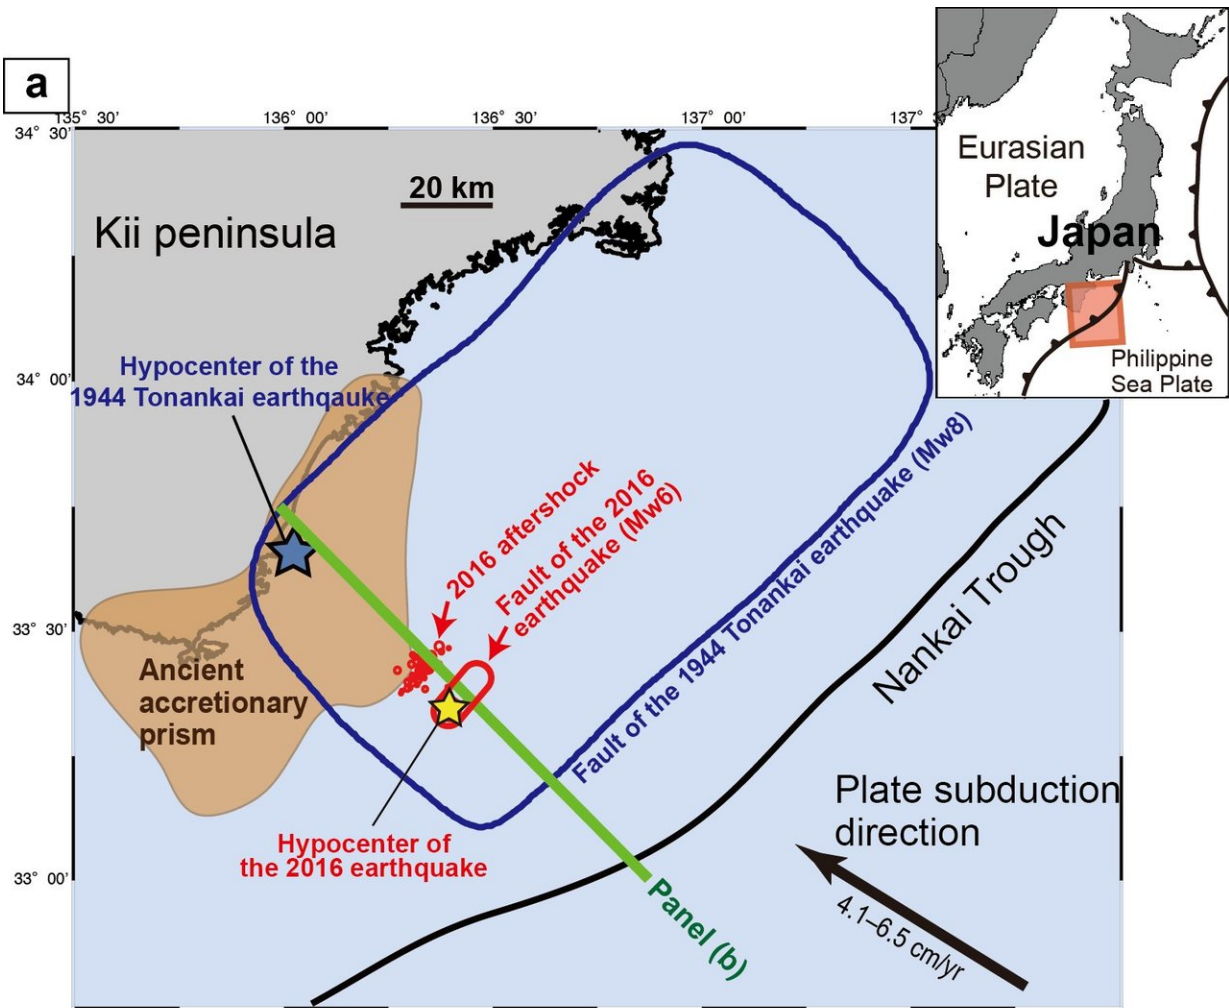 a
135° 30'
136° 00'
136° 30'
137° 00'
137°
34° 30'
34° 00'
33° 30'
33° 00'
Kii peninsula
20 km
Eurasian
Plate
Japan
Philippine
Sea Plate
Hypocenter of the
1944 Tonankai earthqauke
2016 aftershock
Fault of the 2016
earthquake (Mw6)
Fault of the 1944 Tonankai earthquake (Mw8)
Nankai Trough
Ancient
accretionary
prism
Hypocenter of
the 2016 earthquake
Plate subduction
direction
4.1–6.5 cm/yr
Panel (b)